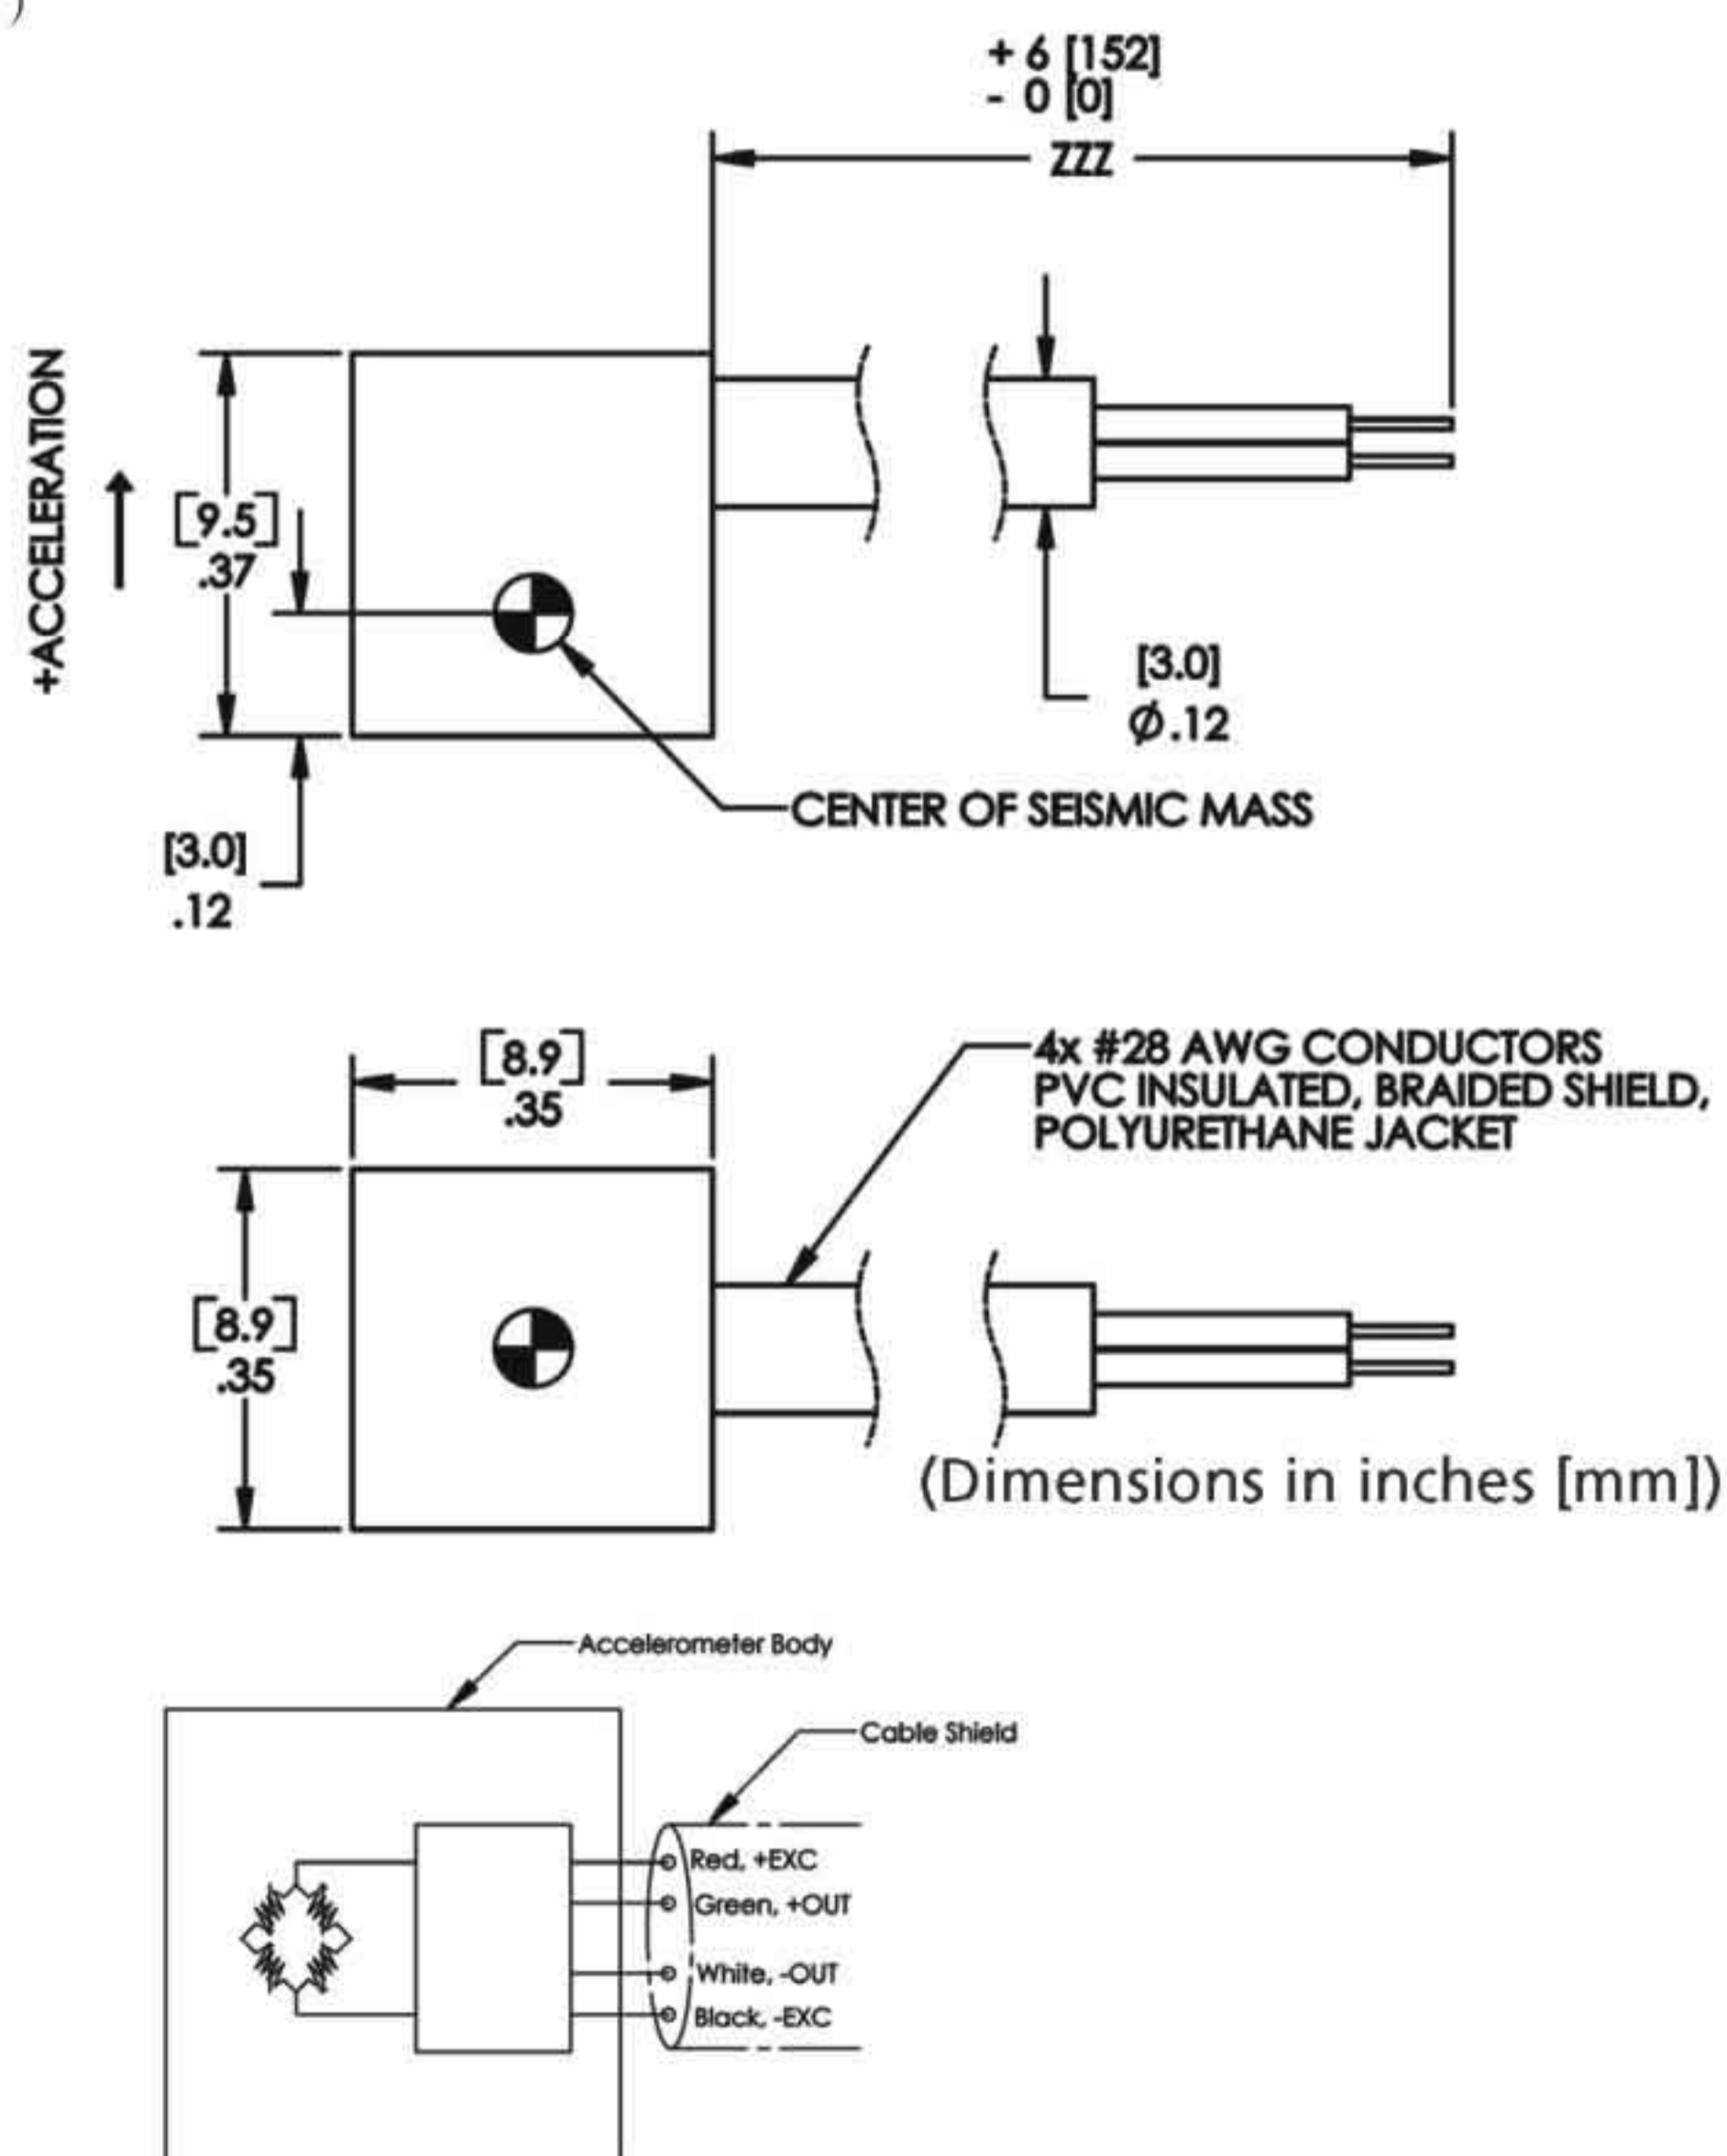 )
+ 6 [152]
- 0 [0]
ZZZ
+ACCELERATION
[9.5]
.37
[3.0]
Ø.12
CENTER OF SEISMIC MASS
[3.0]
.12
[8.9]
.35
4x #28 AWG CONDUCTORS
PVC INSULATED, BRAIDED SHIELD,
POLYURETHANE JACKET
[8.9]
.35
(Dimensions in inches [mm])
Accelerometer Body
Cable Shield
Red, +EXC
Green, +OUT
White, -OUT
Black, -EXC